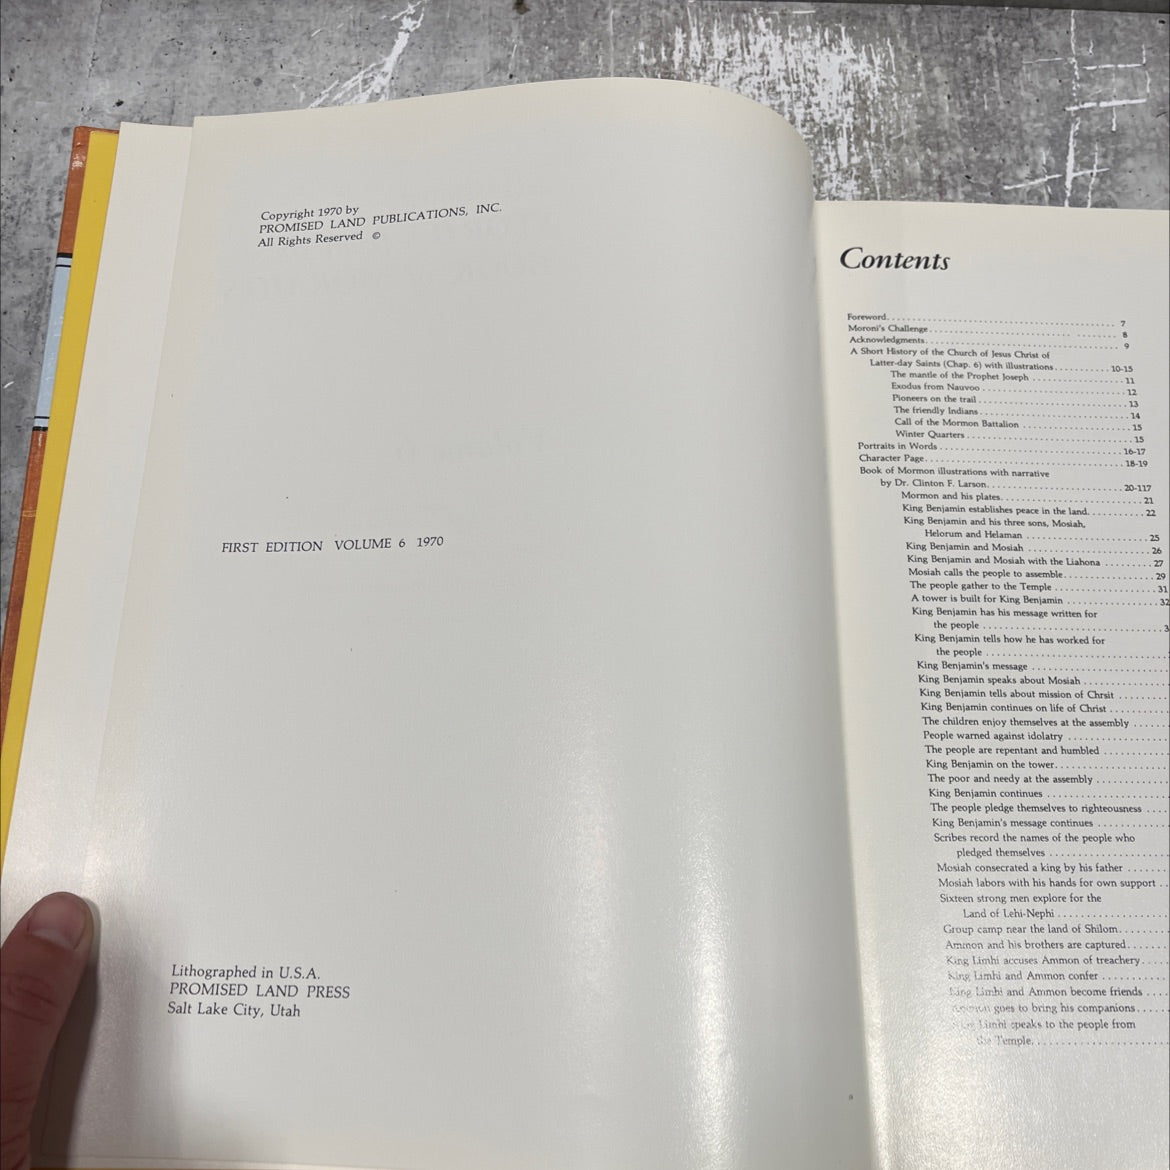 Copyright 1970 by
PROMISED LAND PUBLICATIONS, INC.
All Rights Reserved ©
FIRST EDITION VOLUME 6 1970
Lithographed in U.S.A.
PROMISED LAND PRESS
Salt Lake City, Utah
Contents
Foreword. . . . . . . . . . . . . . . . . . . . 7
Moroni's Challenge . . . . . . . . . . . . . . . . . . . . 8
Acknowledgments. . . . . . . . . . . . . . . . . . . . 9
A Short History of the Church of Jesus Christ of
Latter-day Saints (Chap. 6) with illustrations. . . . . . . . . . . 10-15
The mantle of the Prophet Joseph . . . . . . . . . . . . . . . 11
Exodus from Nauvoo . . . . . . . . . . . . . . . . . . . . 12
Pioneers on the trail . . . . . . . . . . . . . . . . . . . . 13
The friendly Indians . . . . . . . . . . . . . . . . . . . . 14
Call of the Mormon Battalion . . . . . . . . . . . . . . . . 15
Winter Quarters . . . . . . . . . . . . . . . . . . . . 15
Portraits in Words . . . . . . . . . . . . . . . . . . . . 16-17
Character Page. . . . . . . . . . . . . . . . . . . . 18-19
Book of Mormon illustrations with narrative
by Dr. Clinton F. Larson. . . . . . . . . . . . . . . . . . . . 20-117
Mormon and his plates. . . . . . . . . . . . . . . . . . . . 21
King Benjamin establishes peace in the land. . . . . . . . . 22
King Benjamin and his three sons, Mosiah,
Helorum and Helaman . . . . . . . . . . . . . . . . . . 25
King Benjamin and Mosiah . . . . . . . . . . . . . . . . . . 26
King Benjamin and Mosiah with the Liahona . . . . . . . . . 27
Mosiah calls the people to assemble. . . . . . . . . . . . . . 29
The people gather to the Temple . . . . . . . . . . . . . . . 31
A tower is built for King Benjamin . . . . . . . . . . . . . . 32
King Benjamin has his message written for
the people . . . . . . . . . . . . . . . . . . . . 3
King Benjamin tells how he has worked for
the people . . . . . . . . . . . . . . . . . . . .
King Benjamin's message . . . . . . . . . . . . . . . . . .
King Benjamin speaks about Mosiah . . . . . . . . . . . .
King Benjamin tells about mission of Chrsit . . . . . . . .
King Benjamin continues on life of Christ . . . . . . . . .
The children enjoy themselves at the assembly . . . . .
People warned against idolatry . . . . . . . . . . . . . .
The people are repentant and humbled . . . . . . . . . .
King Benjamin on the tower. . . . . . . . . . . . . . . .
The poor and needy at the assembly . . . . . . . . . . .
King Benjamin continues . . . . . . . . . . . . . . . . .
The people pledge themselves to righteousness . . . .
King Benjamin's message continues . . . . . . . . . . .
Scribes record the names of the people who
pledged themselves . . . . . . . . . . . . . . . . . .
Mosiah consecrated a king by his father . . . . . . .
Mosiah labors with his hands for own support . .
Sixteen strong men explore for the
Land of Lehi-Nephi . . . . . . . . . . . . . . . . .
Group camp near the land of Shilom. . . . . . . .
Ammon and his brothers are captured. . . . . . .
King Limhi accuses Ammon of treachery. . . . .
King Limhi and Ammon confer . . . . . . . . . .
King Limhi and Ammon become friends . . . .
goes to bring his companions. . . . .
Limhi speaks to the people from
the Temple. . . . . . . . . . . . . . . . . . . .